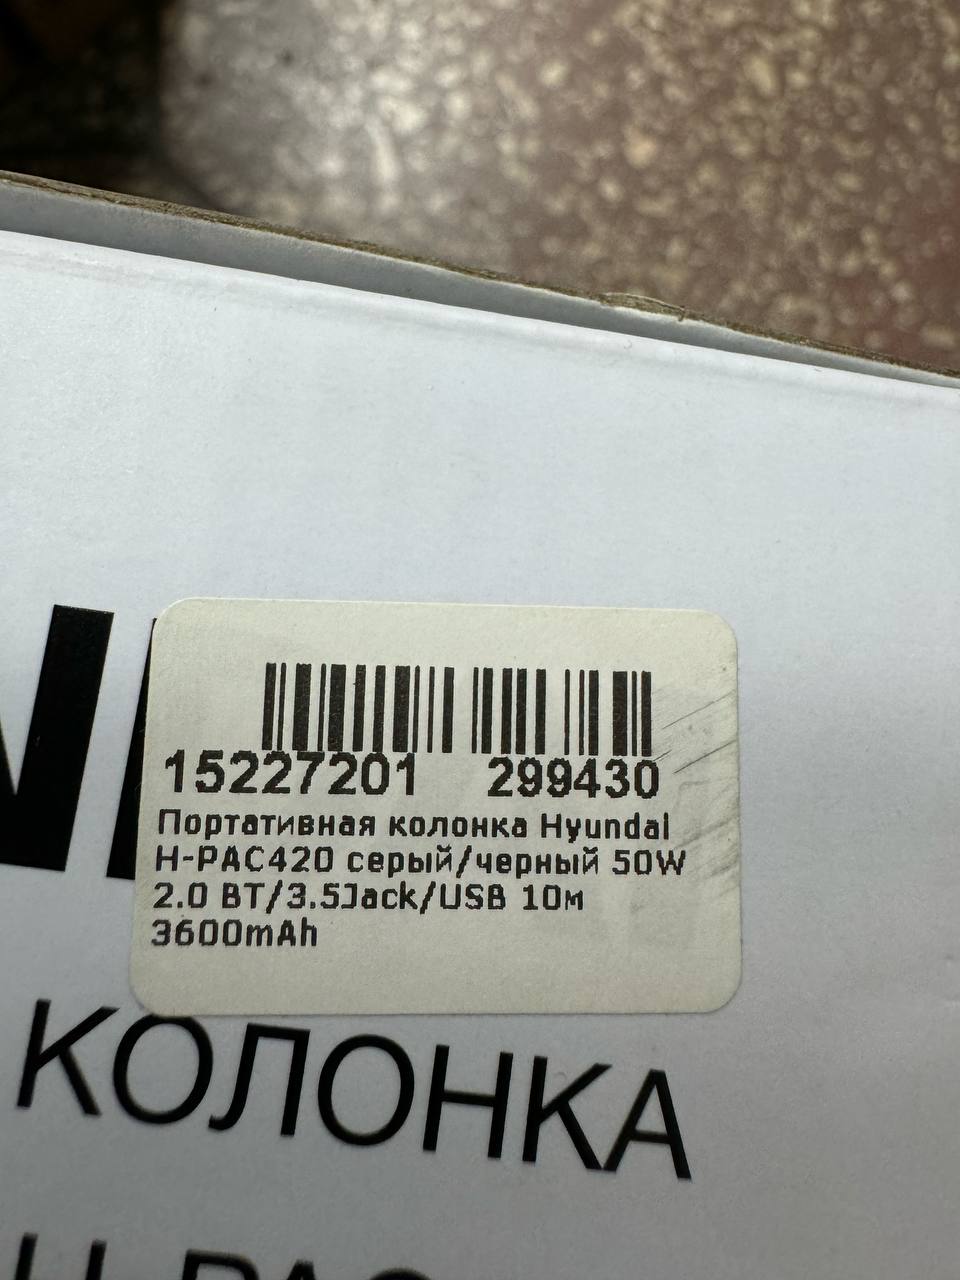 15227201 299430
Портативная колонка Hyundai
H-PAC420 серый/черный 50W
2.0 BT/3.5Jack/USB 10м
3600mAh
КОЛОНКА